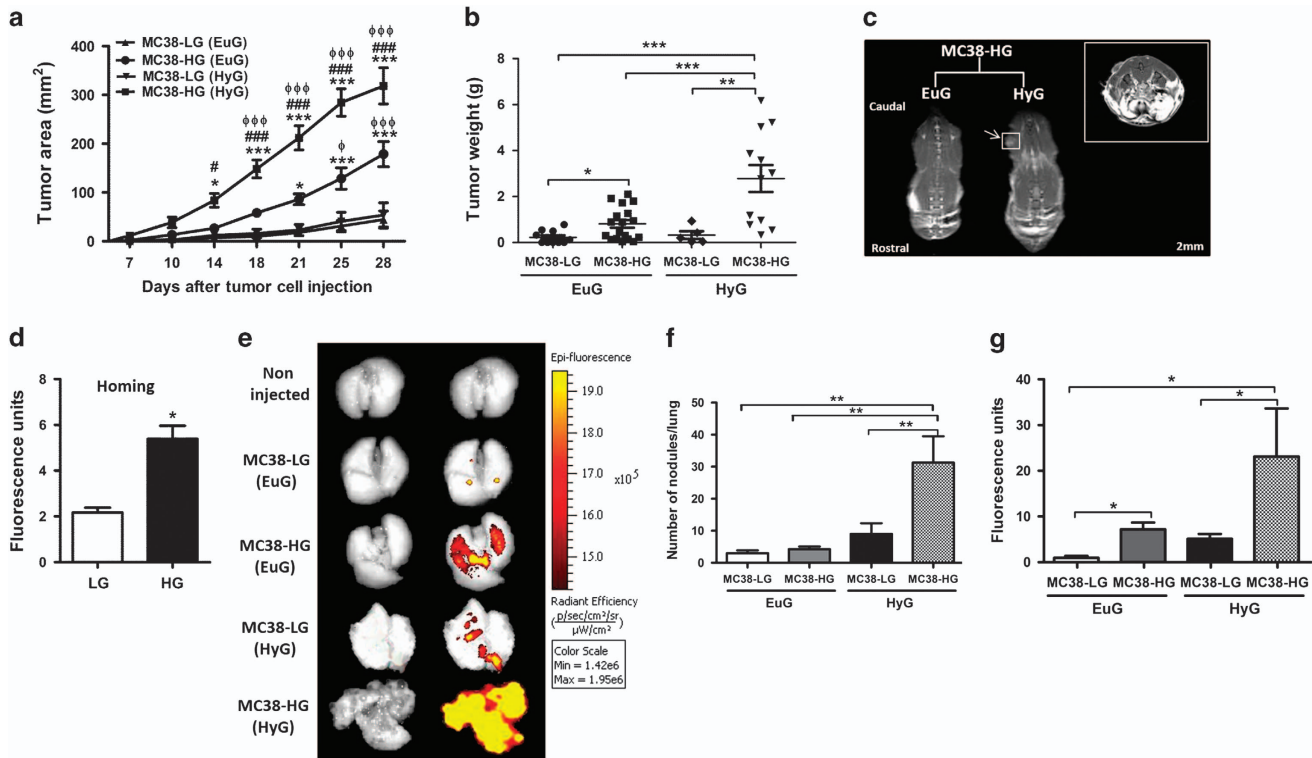 a
Tumor area (mm²)
400
300
200
100
0
MC38-LG (EuG)
MC38-HG (EuG)
MC38-LG (HyG)
MC38-HG (HyG)
#
*
ϕϕϕ
###
***
ϕϕϕ
###
***
*
ϕϕϕ
###
***
ϕ
***
ϕϕϕ
###
***
ϕϕϕ
***
7 10 14 18 21 25 28
Days after tumor cell injection
b
Tumor weight (g)
8
6
4
2
0
***
***
**
*
MC38-LG MC38-HG MC38-LG MC38-HG
EuG HyG
c
MC38-HG
EuG HyG
Caudal
Rostral
2mm
d
Fluorescence units
8
6
4
2
0
Homing
*
LG HG
e
Non
injected
MC38-LG
(EuG)
MC38-HG
(EuG)
MC38-LG
(HyG)
MC38-HG
(HyG)
Epi-fluorescence
19.0
18.0
17.0
16.0
15.0
x10⁵
Radiant Efficiency
(p/sec/cm²/sr
µW/cm²)
Color Scale
Min = 1.42e6
Max = 1.95e6
f
Number of nodules/lung
50
40
30
20
10
0
**
**
**
MC38-LG MC38-HG MC38-LG MC38-HG
EuG HyG
g
Fluorescence units
40
30
20
10
0
*
*
*
MC38-LG MC38-HG MC38-LG MC38-HG
EuG HyG